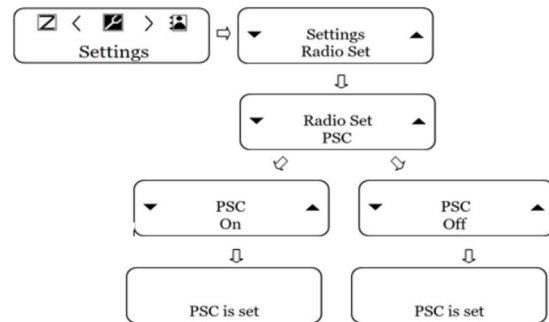 Settings
Settings
Radio Set
Radio Set
PSC
PSC
On
PSC
Off
PSC is set
PSC is set